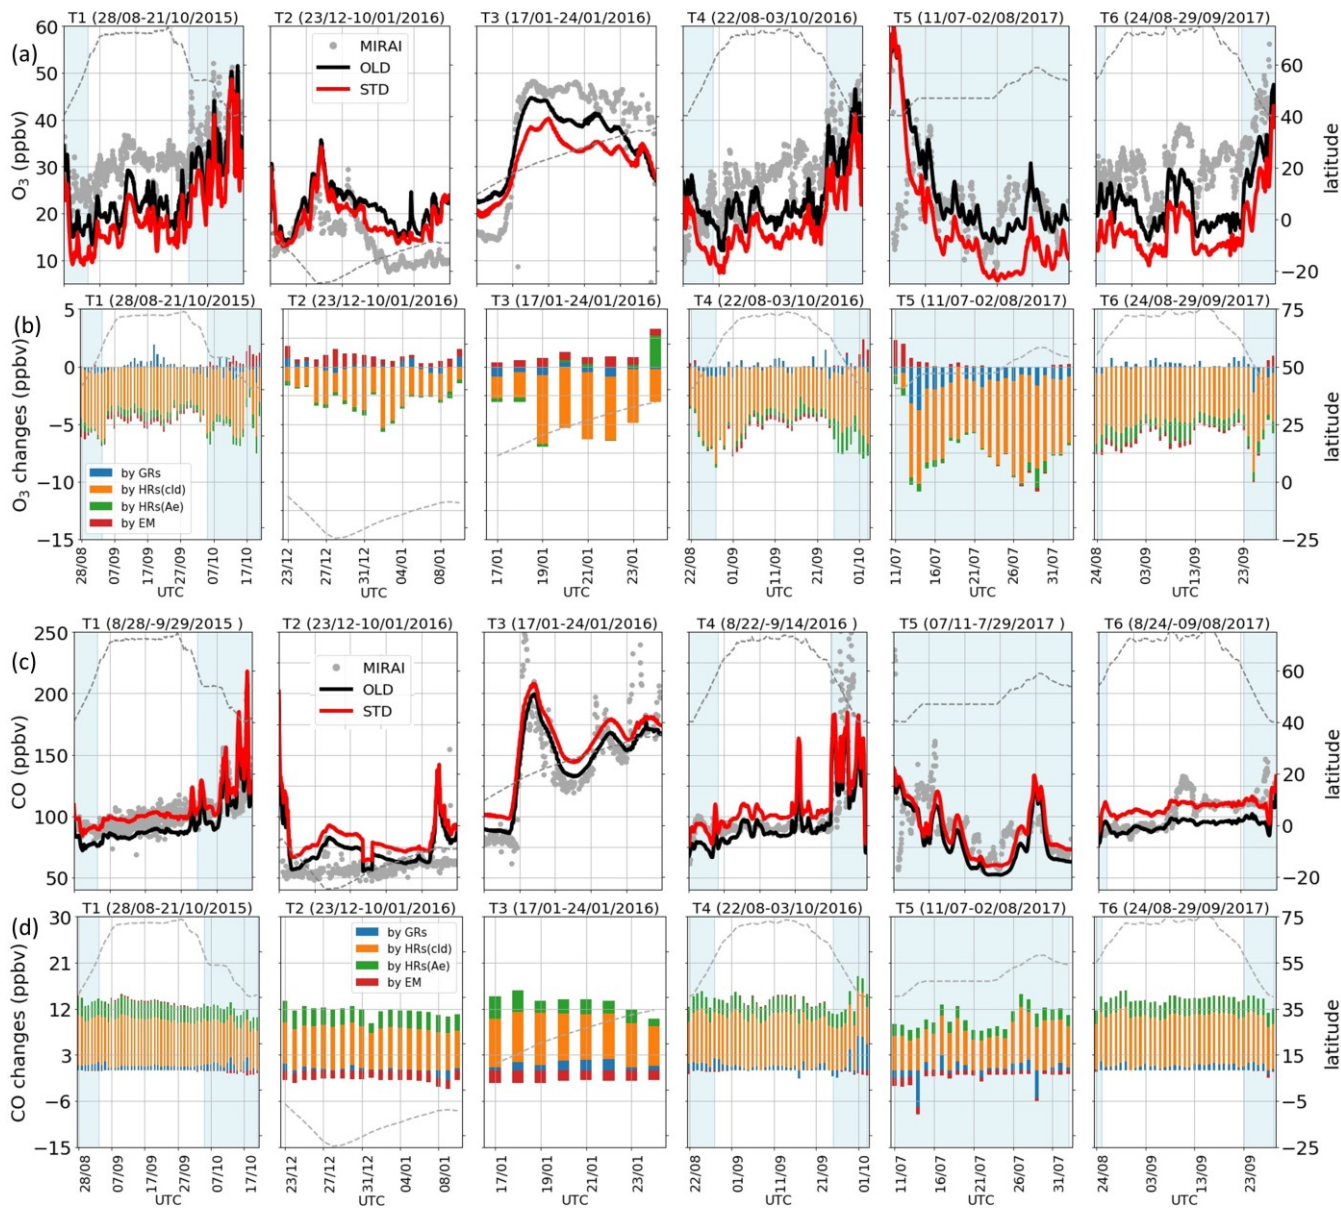 (a)
T1 (28/08-21/10/2015) T2 (23/12-10/01/2016) T3 (17/01-24/01/2016) T4 (22/08-03/10/2016) T5 (11/07-02/08/2017) T6 (24/08-29/09/2017)
O3 (ppbv)
60
50
40
30
20
10
MIRAI
OLD
STD
60
40
20
0
−20
latitude
(b)
T1 (28/08-21/10/2015) T2 (23/12-10/01/2016) T3 (17/01-24/01/2016) T4 (22/08-03/10/2016) T5 (11/07-02/08/2017) T6 (24/08-29/09/2017)
O3 changes (ppbv)
5
0
−5
−10
−15
by GRs
by HRs(cld)
by HRs(Ae)
by EM
75
50
25
0
−25
latitude
28/08 07/09 17/09 27/09 07/10 17/10 23/12 27/12 31/12 04/01 08/01 17/01 19/01 21/01 23/01 22/08 01/09 11/09 21/09 01/10 11/07 16/07 21/07 26/07 31/07 24/08 03/09 13/09 23/09
UTC UTC UTC UTC UTC UTC
(c)
T1 (8/28/-9/29/2015 ) T2 (23/12-10/01/2016) T3 (17/01-24/01/2016) T4 (8/22/-9/14/2016 ) T5 (07/11-7/29/2017 ) T6 (8/24/-09/08/2017)
CO (ppbv)
250
200
150
100
50
MIRAI
OLD
STD
60
40
20
0
−20
latitude
(d)
T1 (28/08-21/10/2015) T2 (23/12-10/01/2016) T3 (17/01-24/01/2016) T4 (22/08-03/10/2016) T5 (11/07-02/08/2017) T6 (24/08-29/09/2017)
CO changes (ppbv)
30
21
12
3
−6
−15
by GRs
by HRs(cld)
by HRs(Ae)
by EM
75
55
35
15
−5
−25
latitude
28/08 07/09 17/09 27/09 07/10 17/10 23/12 27/12 31/12 04/01 08/01 17/01 19/01 21/01 23/01 22/08 01/09 11/09 21/09 01/10 11/07 16/07 21/07 26/07 31/07 24/08 03/09 13/09 23/09
UTC UTC UTC UTC UTC UTC